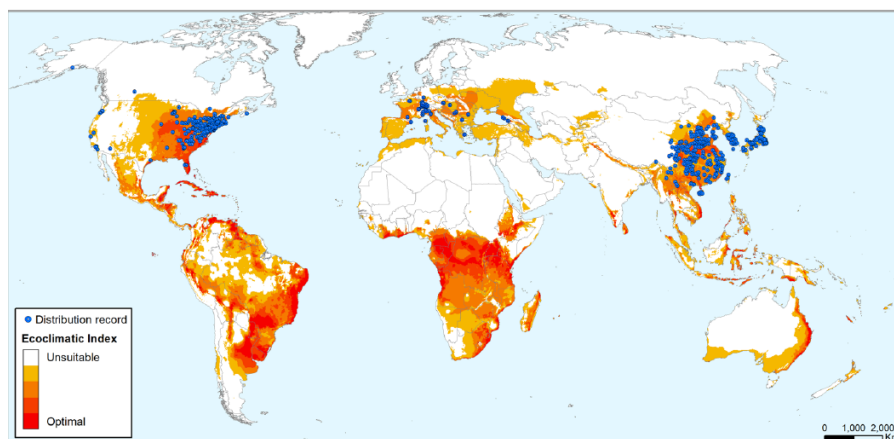 Distribution record
Ecoclimatic Index
Unsuitable
Optimal
0 1,000 2,000